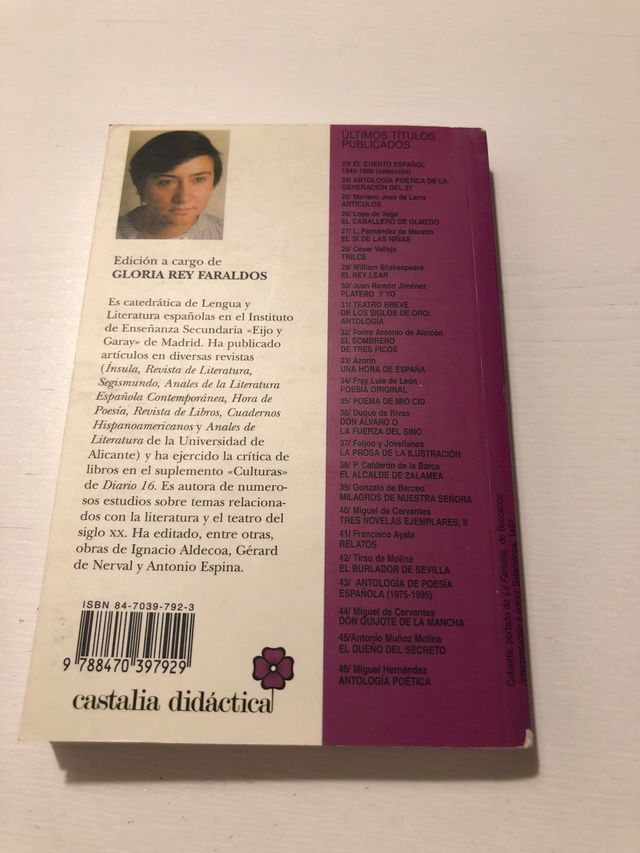 Edición a cargo de
GLORIA REY FARALDOS
Es catedrática de Lengua y
Literatura españolas en el Instituto
de Enseñanza Secundaria «Eijo y
Garay» de Madrid. Ha publicado
artículos en diversas revistas
(Ínsula, Revista de Literatura,
Segismundo, Anales de la Literatura
Española Contemporánea, Hora de
Poesía, Revista de Libros, Cuadernos
Hispanoamericanos y Anales de
Literatura de la Universidad de
Alicante) y ha ejercido la crítica de
libros en el suplemento «Culturas»
de Diario 16. Es autora de numero-
sos estudios sobre temas relaciona-
dos con la literatura y el teatro del
siglo XX. Ha editado, entre otras,
obras de Ignacio Aldecoa, Gérard
de Nerval y Antonio Espina.
ISBN 84-7039-792-3
9 788470 397929
castalia didáctica
ÚLTIMOS TÍTULOS
PUBLICADOS
23/ EL CUENTO ESPAÑOL
1940-1980 (selección)
24/ ANTOLOGÍA POÉTICA DE LA
GENERACIÓN DEL 27
25/ Mariano José de Larra
ARTÍCULOS
26/ Lope de Vega
EL CABALLERO DE OLMEDO
27/ L. Fernández de Moratín
EL SÍ DE LAS NIÑAS
28/ César Vallejo
TRILCE
29/ William Shakespeare
EL REY LEAR
30/ Juan Ramón Jiménez
PLATERO Y YO
31/ TEATRO BREVE
DE LOS SIGLOS DE ORO:
ANTOLOGÍA
32/ Pedro Antonio de Alarcón
EL SOMBRERO
DE TRES PICOS
33/ Azorín
UNA HORA DE ESPAÑA
34/ Fray Luis de León
POESÍA ORIGINAL
35/ POEMA DE MIO CID
36/ Duque de Rivas
DON ÁLVARO O
LA FUERZA DEL SINO
37/ Feijoo y Jovellanos
LA PROSA DE LA ILUSTRACIÓN
38/ P. Calderón de la Barca
EL ALCALDE DE ZALAMEA
39/ Gonzalo de Berceo
MILAGROS DE NUESTRA SEÑORA
40/ Miguel de Cervantes
TRES NOVELAS EJEMPLARES, II
41/ Francisco Ayala
RELATOS
42/ Tirso de Molina
EL BURLADOR DE SEVILLA
43/ ANTOLOGÍA DE POESÍA
ESPAÑOLA (1975-1995)
44/ Miguel de Cervantes
DON QUIJOTE DE LA MANCHA
45/Antonio Muñoz Molina
EL DUEÑO DEL SECRETO
46/ Miguel Hernández
ANTOLOGÍA POÉTICA
Cubierta: portada de La Fiameta, de Boccaccio
Salamanca, 1497